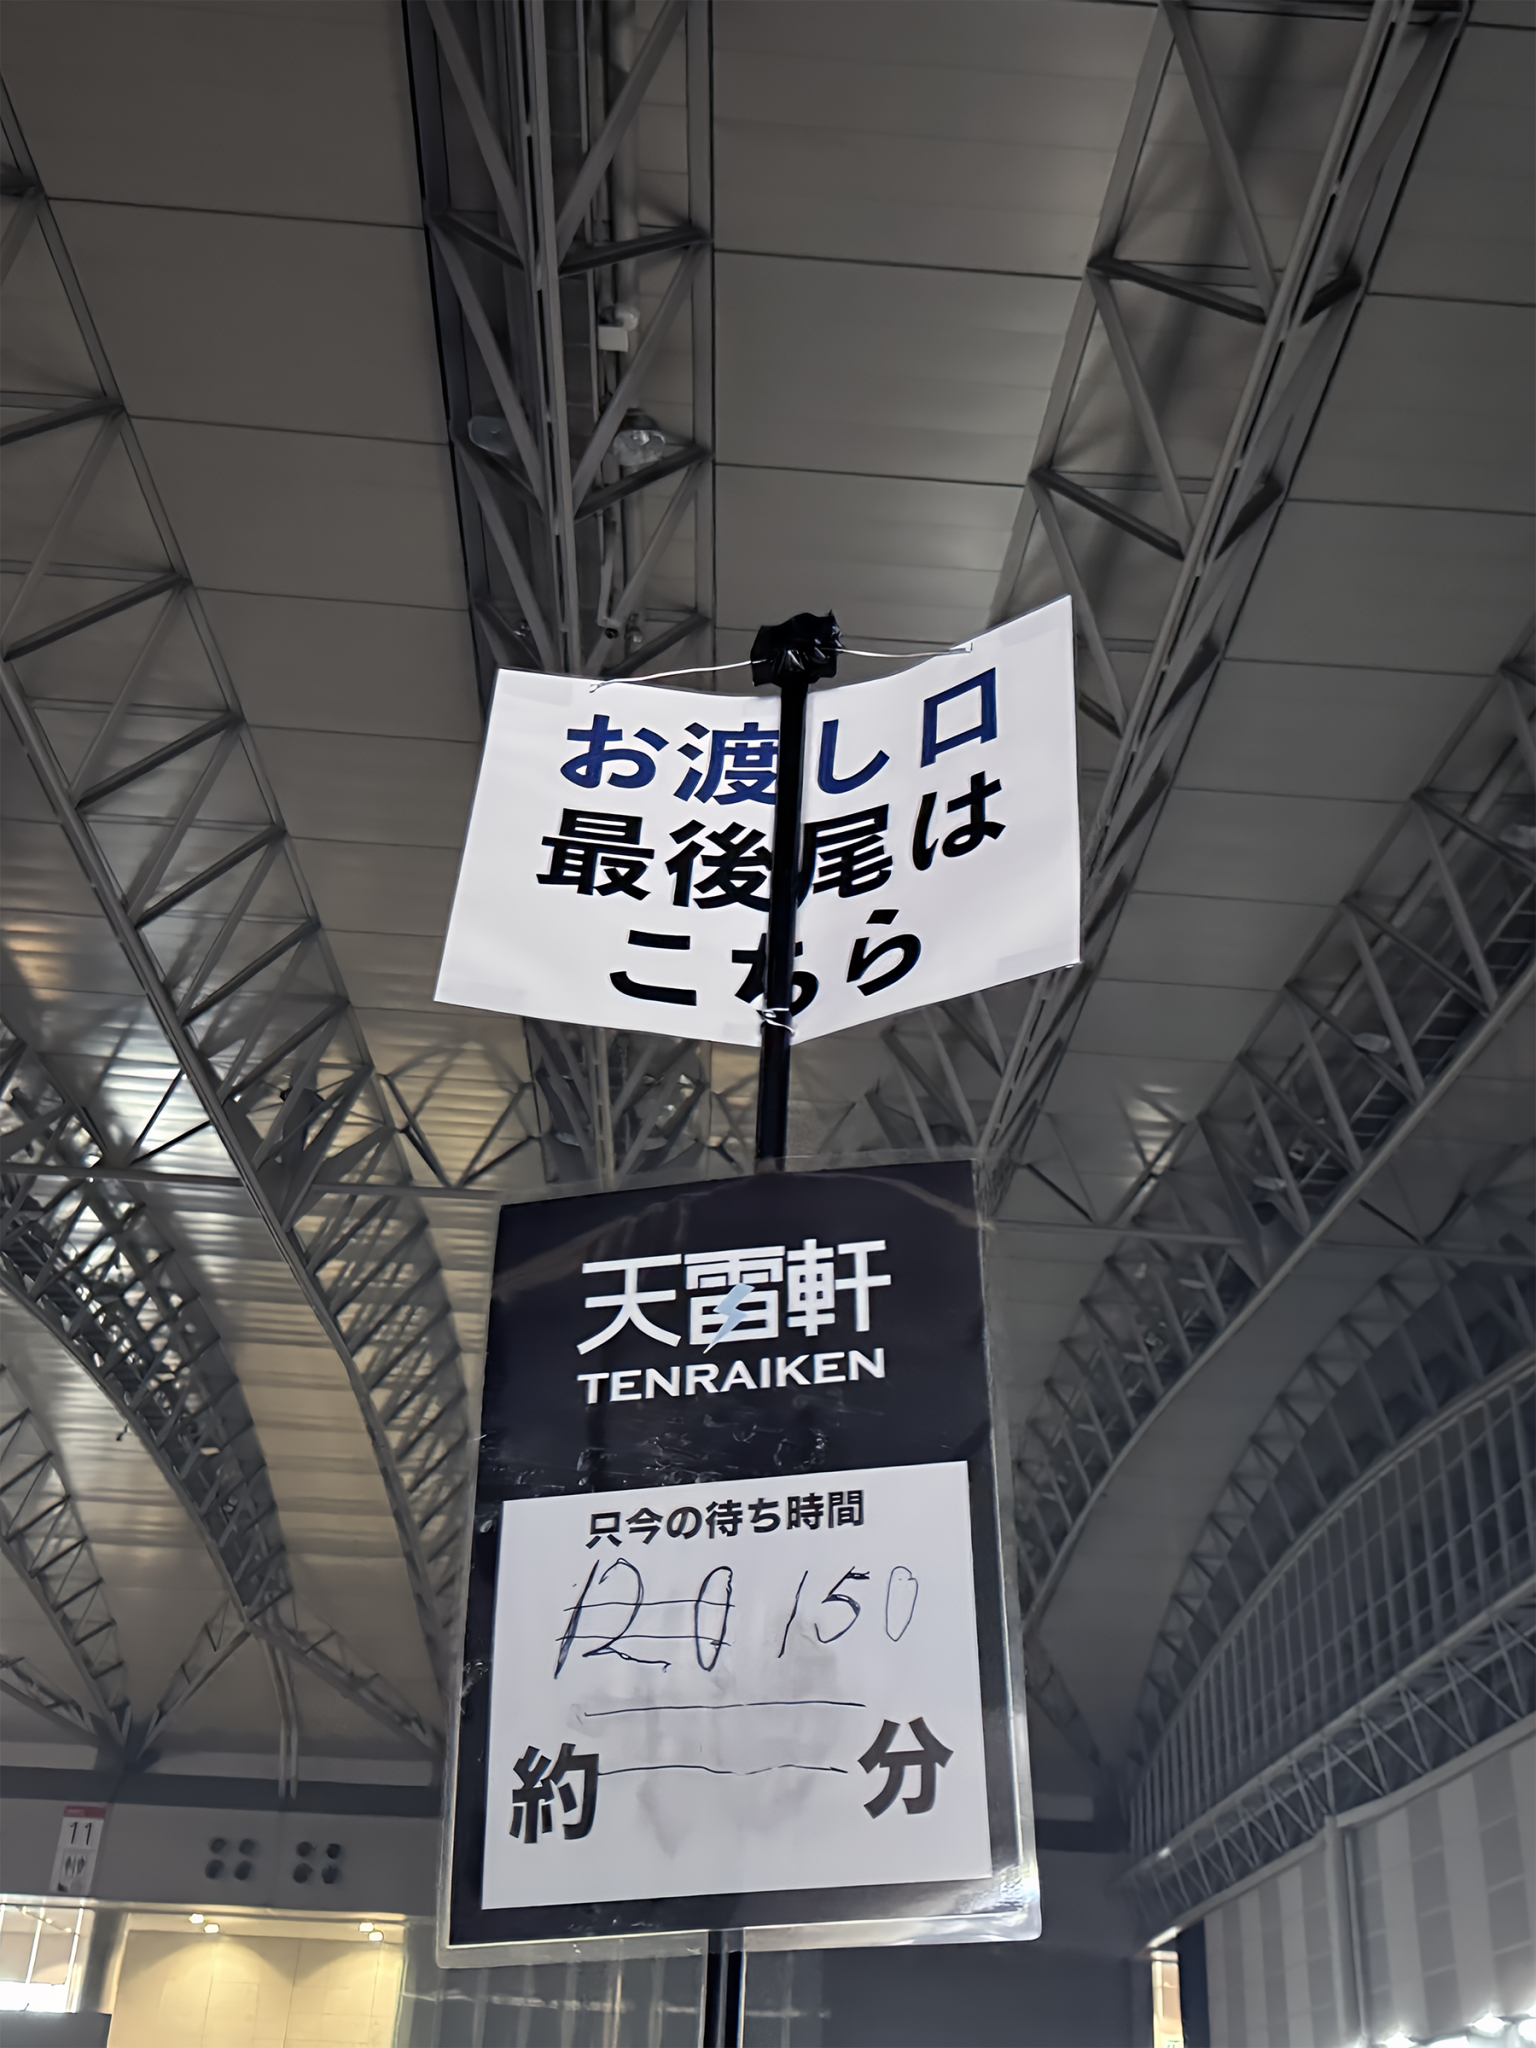 お渡し口
最後尾は
こちら
天雷軒
TENRAIKEN
只今の待ち時間
120 150
約 分
11